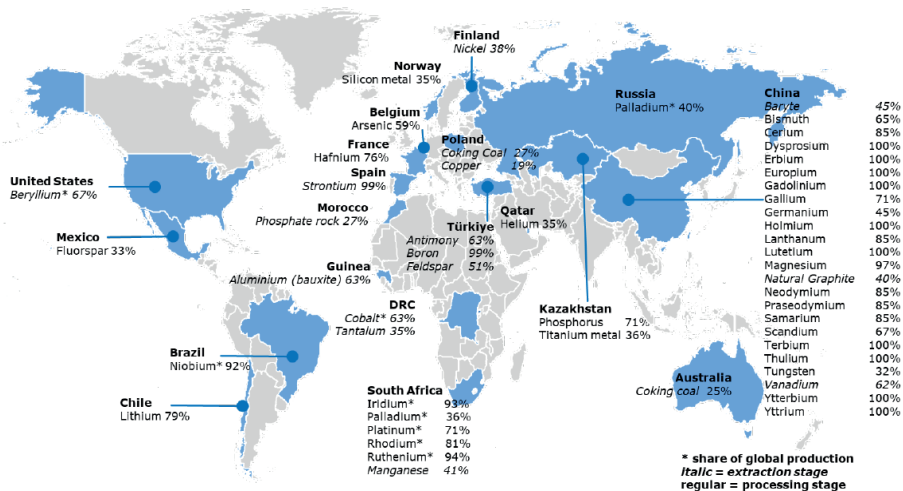 Finland
Nickel 38%
Norway
Silicon metal 35%
Belgium
Arsenic 59%
France
Hafnium 76%
Spain
Strontium 99%
Morocco
Phosphate rock 27%
Poland
Coking Coal 27%
Copper 19%
Russia
Palladium* 40%
United States
Beryllium* 67%
Mexico
Fluorspar 33%
Türkiye
Antimony 63%
Boron 99%
Feldspar 51%
Qatar
Helium 35%
Guinea
Aluminium (bauxite) 63%
DRC
Cobalt* 63%
Tantalum 35%
Kazakhstan
Phosphorus 71%
Titanium metal 36%
Brazil
Niobium* 92%
Chile
Lithium 79%
South Africa
Iridium* 93%
Palladium* 36%
Platinum* 71%
Rhodium* 81%
Ruthenium* 94%
Manganese 41%
Australia
Coking coal 25%
China
Baryte 45%
Bismuth 65%
Cerium 85%
Dysprosium 100%
Erbium 100%
Europium 100%
Gadolinium 100%
Gallium 71%
Germanium 45%
Holmium 100%
Lanthanum 85%
Lutetium 100%
Magnesium 97%
Natural Graphite 40%
Neodymium 85%
Praseodymium 85%
Samarium 85%
Scandium 67%
Terbium 100%
Thulium 100%
Tungsten 32%
Vanadium 62%
Ytterbium 100%
Yttrium 100%
* share of global production
italic = extraction stage
regular = processing stage